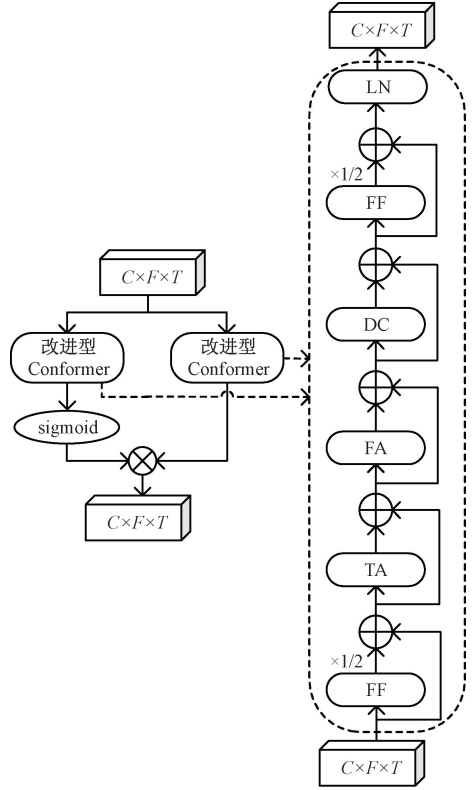 C×F×T
改进型
Conformer
改进型
Conformer
sigmoid
C×F×T
C×F×T
LN
×1/2
FF
DC
FA
TA
×1/2
FF
C×F×T